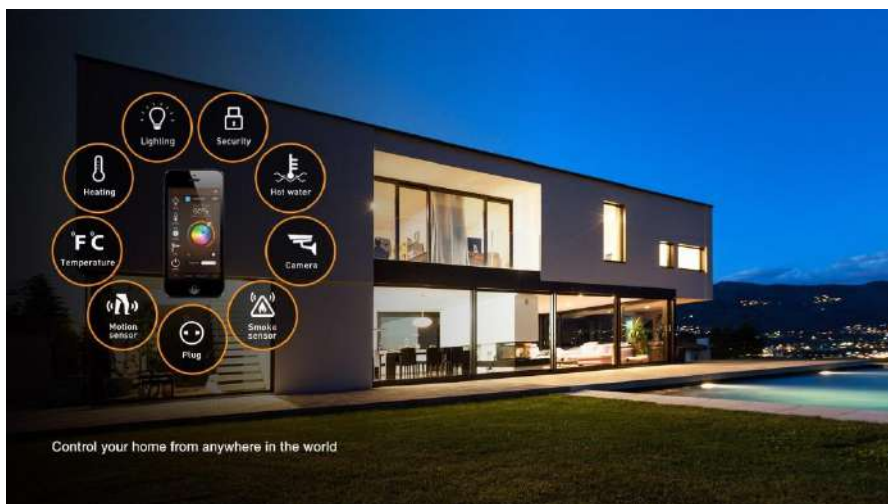 Lighting
Security
Heating
Hot water
°F°C
Temperature
Camera
Motion
sensor
Smoke
sensor
Plug
Control your home from anywhere in the world